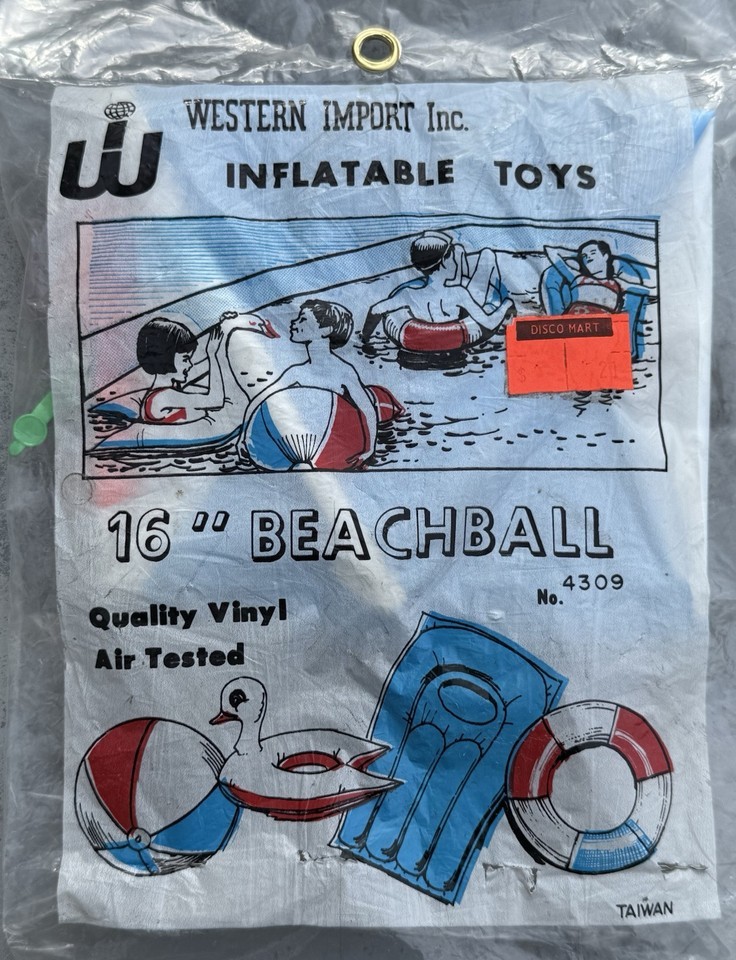 WESTERN IMPORT Inc.
INFLATABLE TOYS
DISCO MART
16" BEACHBALL
No. 4309
Quality Vinyl
Air Tested
TAIWAN